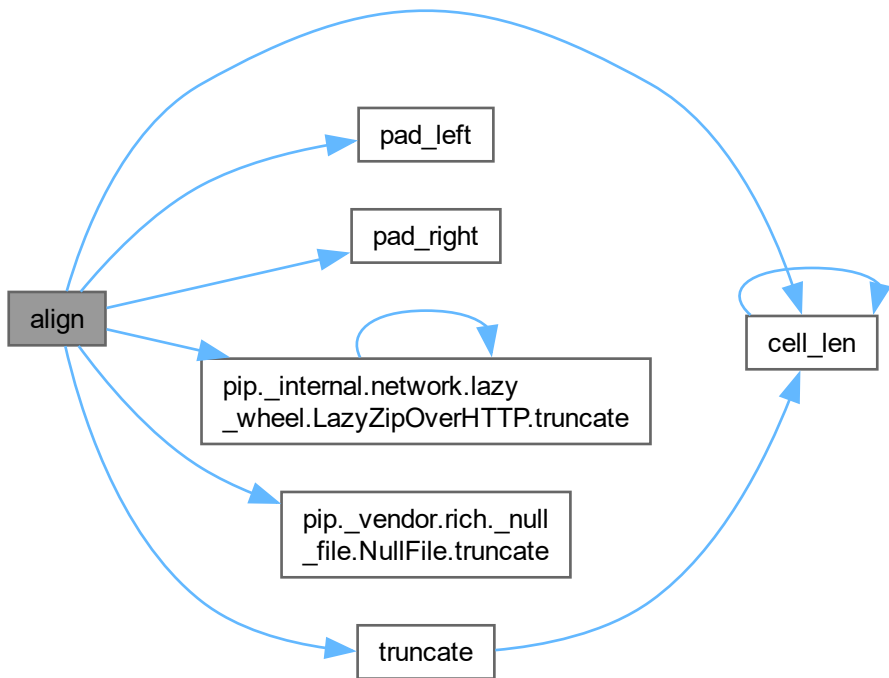 pad_left
pad_right
align
cell_len
pip._internal.network.lazy
_wheel.LazyZipOverHTTP.truncate
pip._vendor.rich._null
_file.NullFile.truncate
truncate